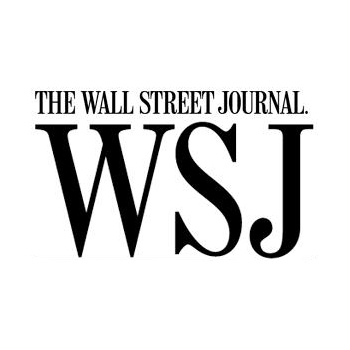 THE WALL STREET JOURNAL.
WSJ